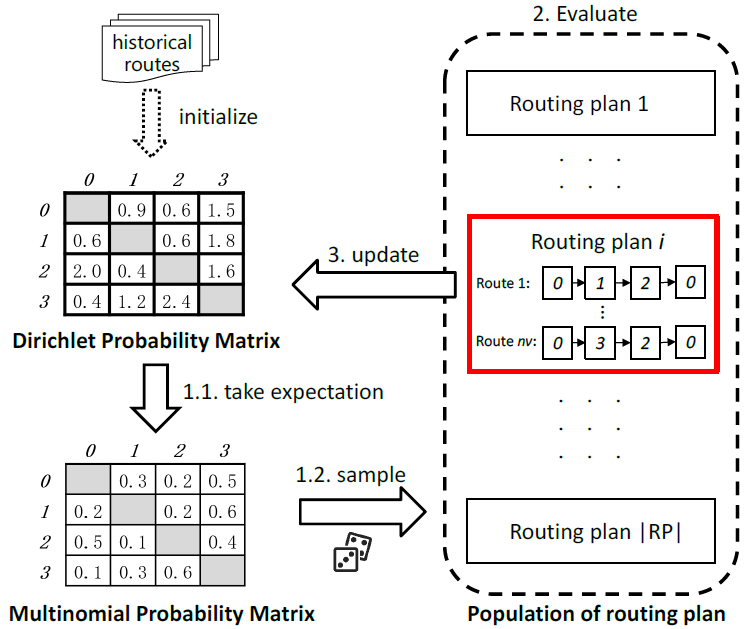 historical
routes
initialize
0 1 2 3
0 0.9 0.6 1.5
1 0.6 0.6 1.8
2 2.0 0.4 1.6
3 0.4 1.2 2.4
Dirichlet Probability Matrix
1.1. take expectation
0 1 2 3
0 0.3 0.2 0.5
1 0.2 0.2 0.6
2 0.5 0.1 0.4
3 0.1 0.3 0.6
Multinomial Probability Matrix
1.2. sample
2. Evaluate
Routing plan 1
. . .
. . .
Routing plan i
Route 1: 0 1 2 0
⋮
Route nv: 0 3 2 0
. . .
. . .
. . .
Routing plan |RP|
Population of routing plan
3. update